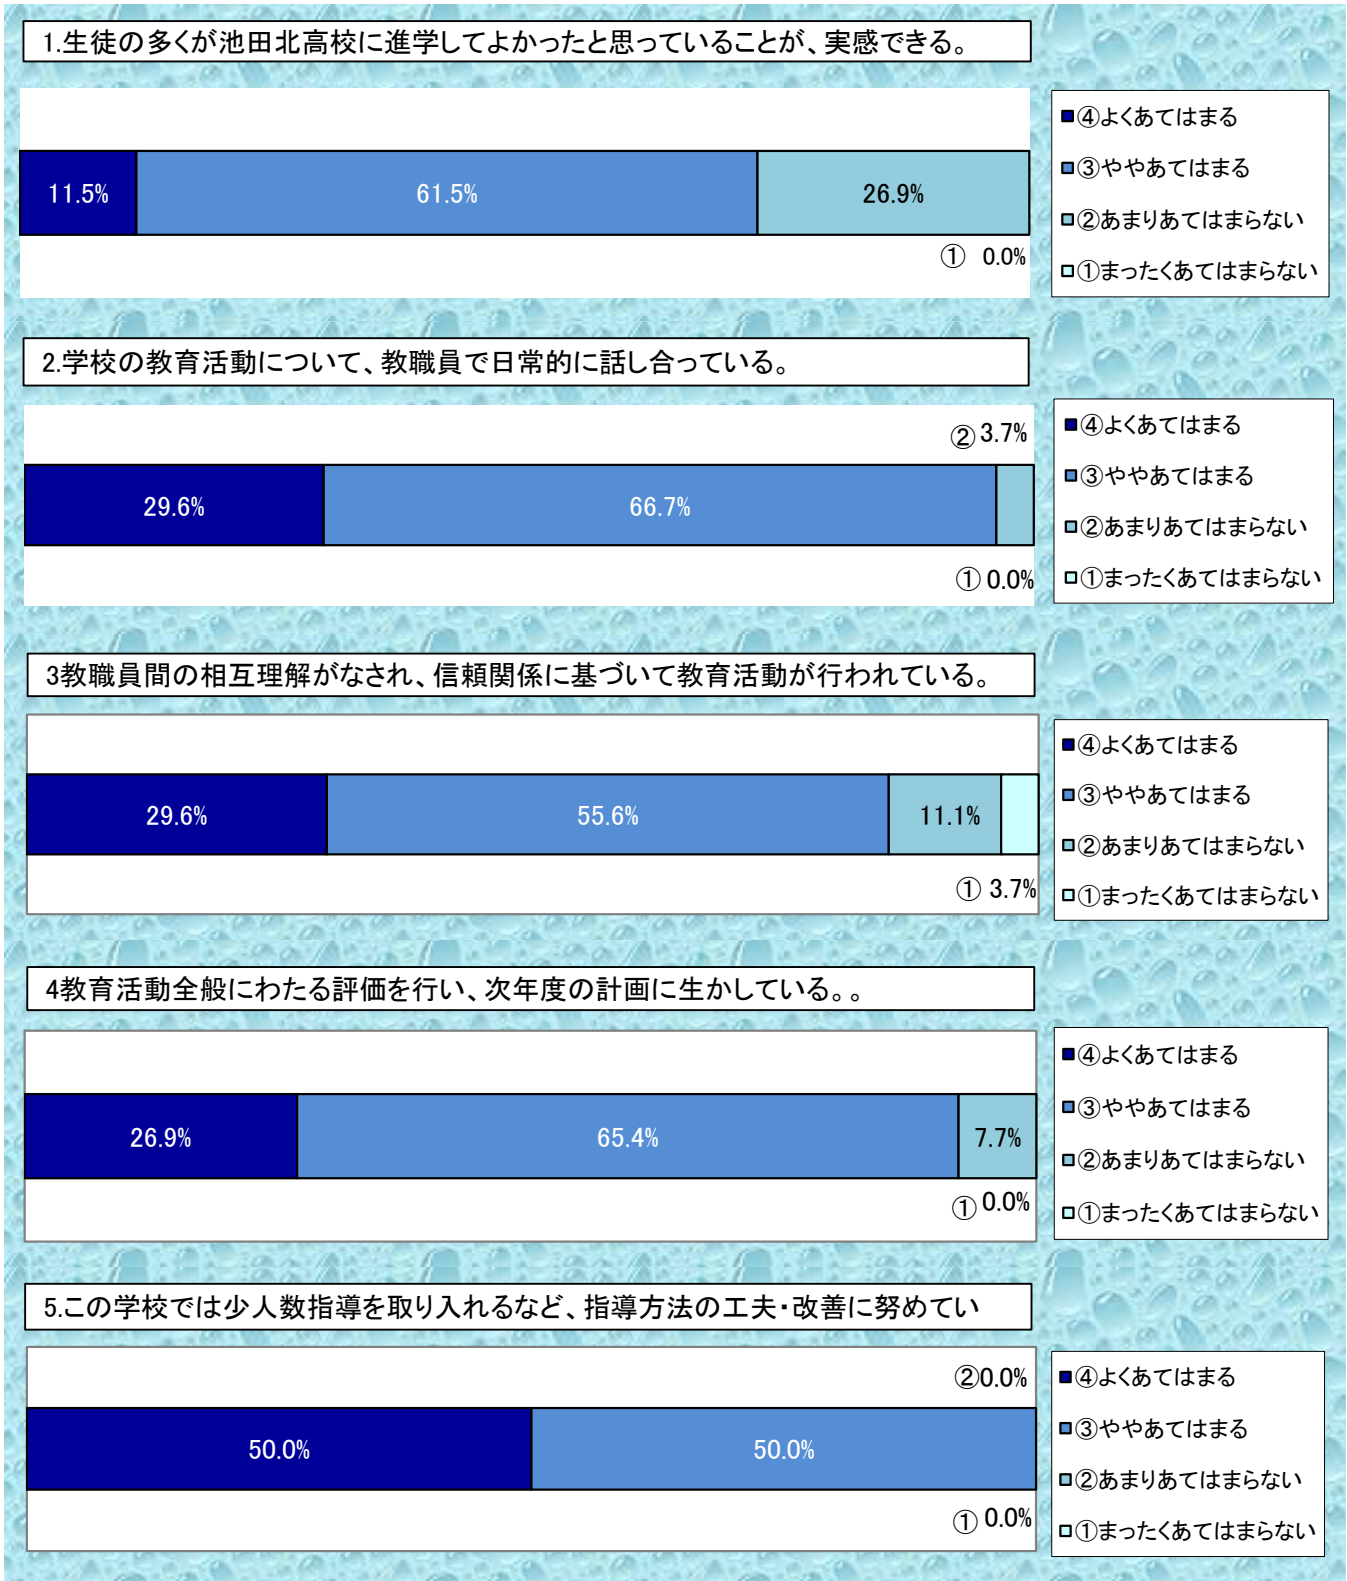 1.生徒の多くが池田北高校に進学してよかったと思っていることが、実感できる。
11.5%
61.5%
26.9%
① 0.0%
④よくあてはまる
③ややあてはまる
②あまりあてはまらない
①まったくあてはまらない
2.学校の教育活動について、教職員で日常的に話し合っている。
② 3.7%
29.6%
66.7%
① 0.0%
④よくあてはまる
③ややあてはまる
②あまりあてはまらない
①まったくあてはまらない
3教職員間の相互理解がなされ、信頼関係に基づいて教育活動が行われている。
29.6%
55.6%
11.1%
① 3.7%
④よくあてはまる
③ややあてはまる
②あまりあてはまらない
①まったくあてはまらない
4教育活動全般にわたる評価を行い、次年度の計画に生かしている。。
26.9%
65.4%
7.7%
① 0.0%
④よくあてはまる
③ややあてはまる
②あまりあてはまらない
①まったくあてはまらない
5.この学校では少人数指導を取り入れるなど、指導方法の工夫・改善に努めてい
②0.0%
50.0%
50.0%
① 0.0%
④よくあてはまる
③ややあてはまる
②あまりあてはまらない
①まったくあてはまらない